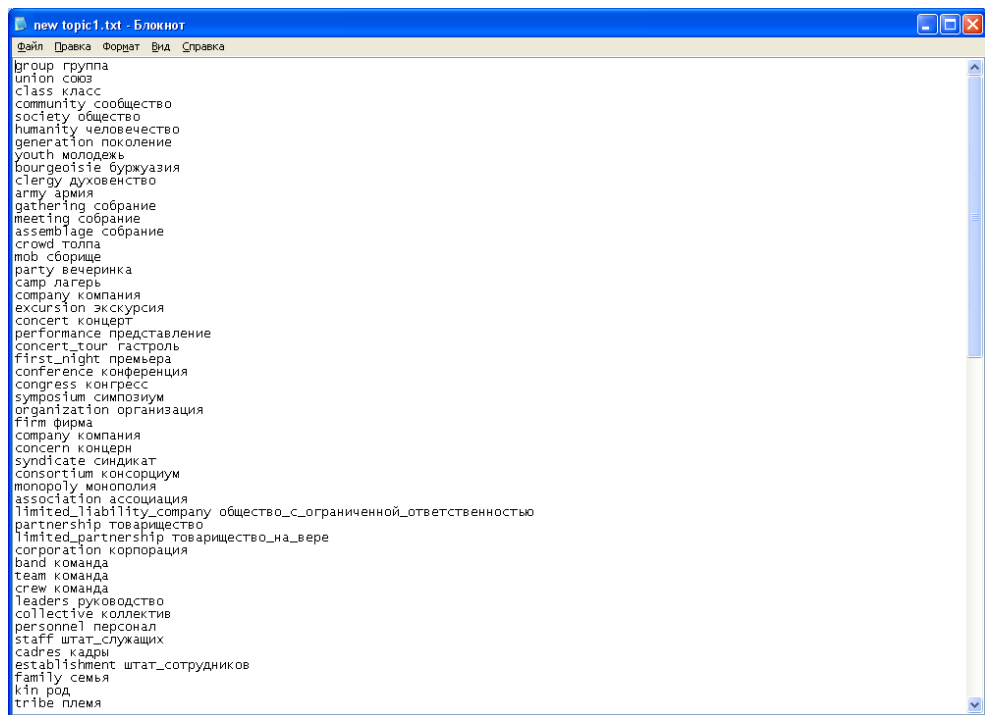 new topic1.txt - Блокнот
Файл Правка Формат Вид Справка
group группа
union союз
class класс
community сообщество
society общество
humanity человечество
generation поколение
youth молодежь
bourgeoisie буржуазия
clergy духовенство
army армия
gathering собрание
meeting собрание
assemblage собрание
crowd толпа
mob сборище
party вечеринка
camp лагерь
company компания
excursion экскурсия
concert концерт
performance представление
concert_tour гастроль
first_night премьера
conference конференция
congress конгресс
symposium симпозиум
organization организация
firm фирма
company компания
concern концерн
syndicate синдикат
consortium консорциум
monopoly монополия
association ассоциация
limited_liability_company общество_с_ограниченной_ответственностью
partnership товарищество
limited_partnership товарищество_на_вере
corporation корпорация
band команда
team команда
crew команда
leaders руководство
collective коллектив
personnel персонал
staff штат_служащих
cadres кадры
establishment штат_сотрудников
family семья
kin род
tribe племя